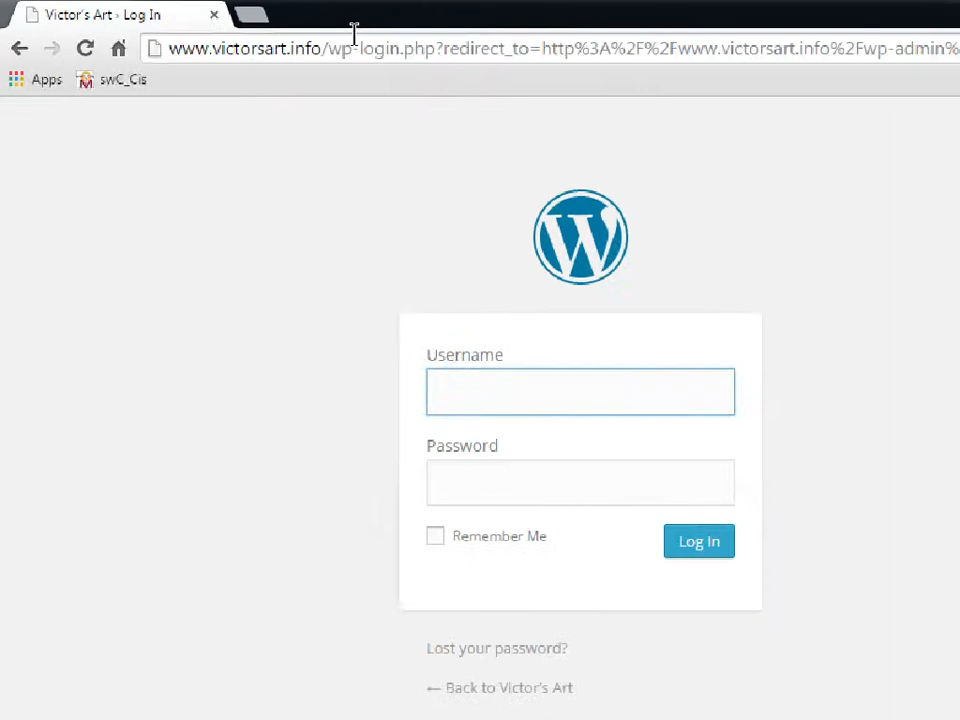 Victor's Art › Log In
www.victorsart.info/wp-login.php?redirect_to=http%3A%2F%2Fwww.victorsart.info%2Fwp-admin%
Apps swC_Cis
Username
Password
Remember Me
Log In
Lost your password?
← Back to Victor's Art